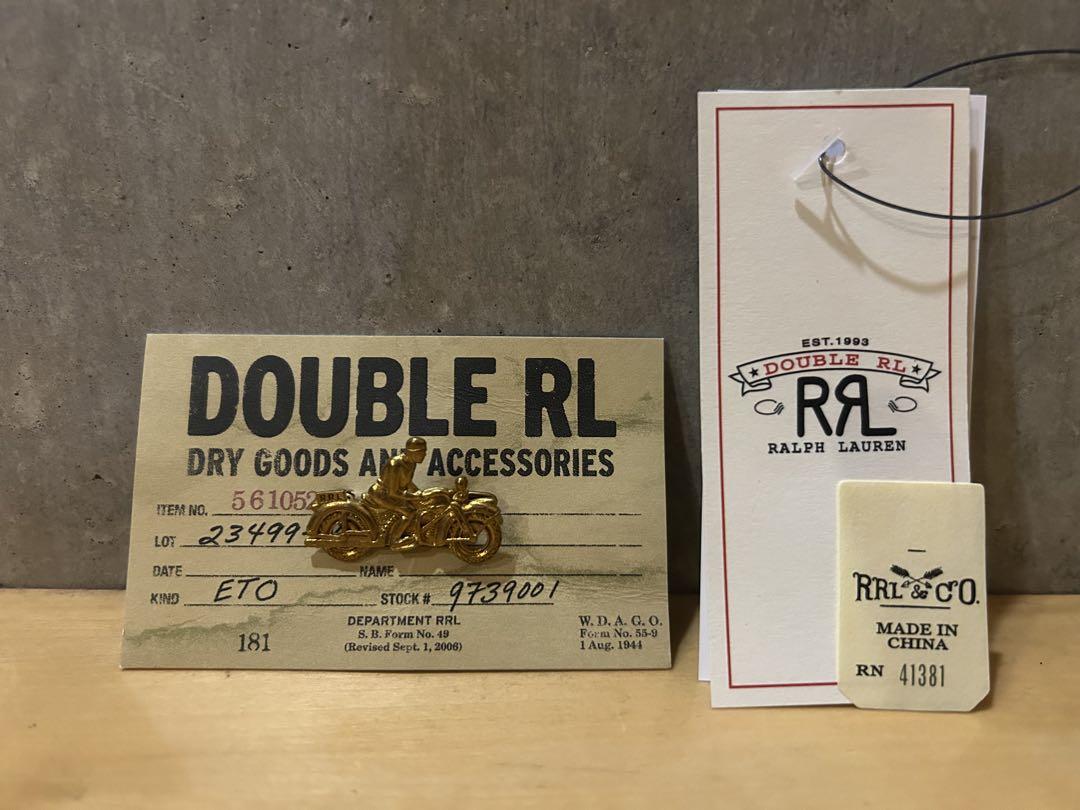 DOUBLE RL
DRY GOODS AND ACCESSORIES
ITEM NO. 561052
LOT 23499-
DATE NAME
KIND ETO STOCK # 9739001
181
DEPARTMENT RRL
S. B. Form No. 49
(Revised Sept. 1, 2006)
W. D. A. G. O.
Form No. 55-9
1 Aug. 1944
RRL
EST. 1993
DOUBLE RL
RRL
RALPH LAUREN
RRL & CO.
MADE IN
CHINA
RN 41381